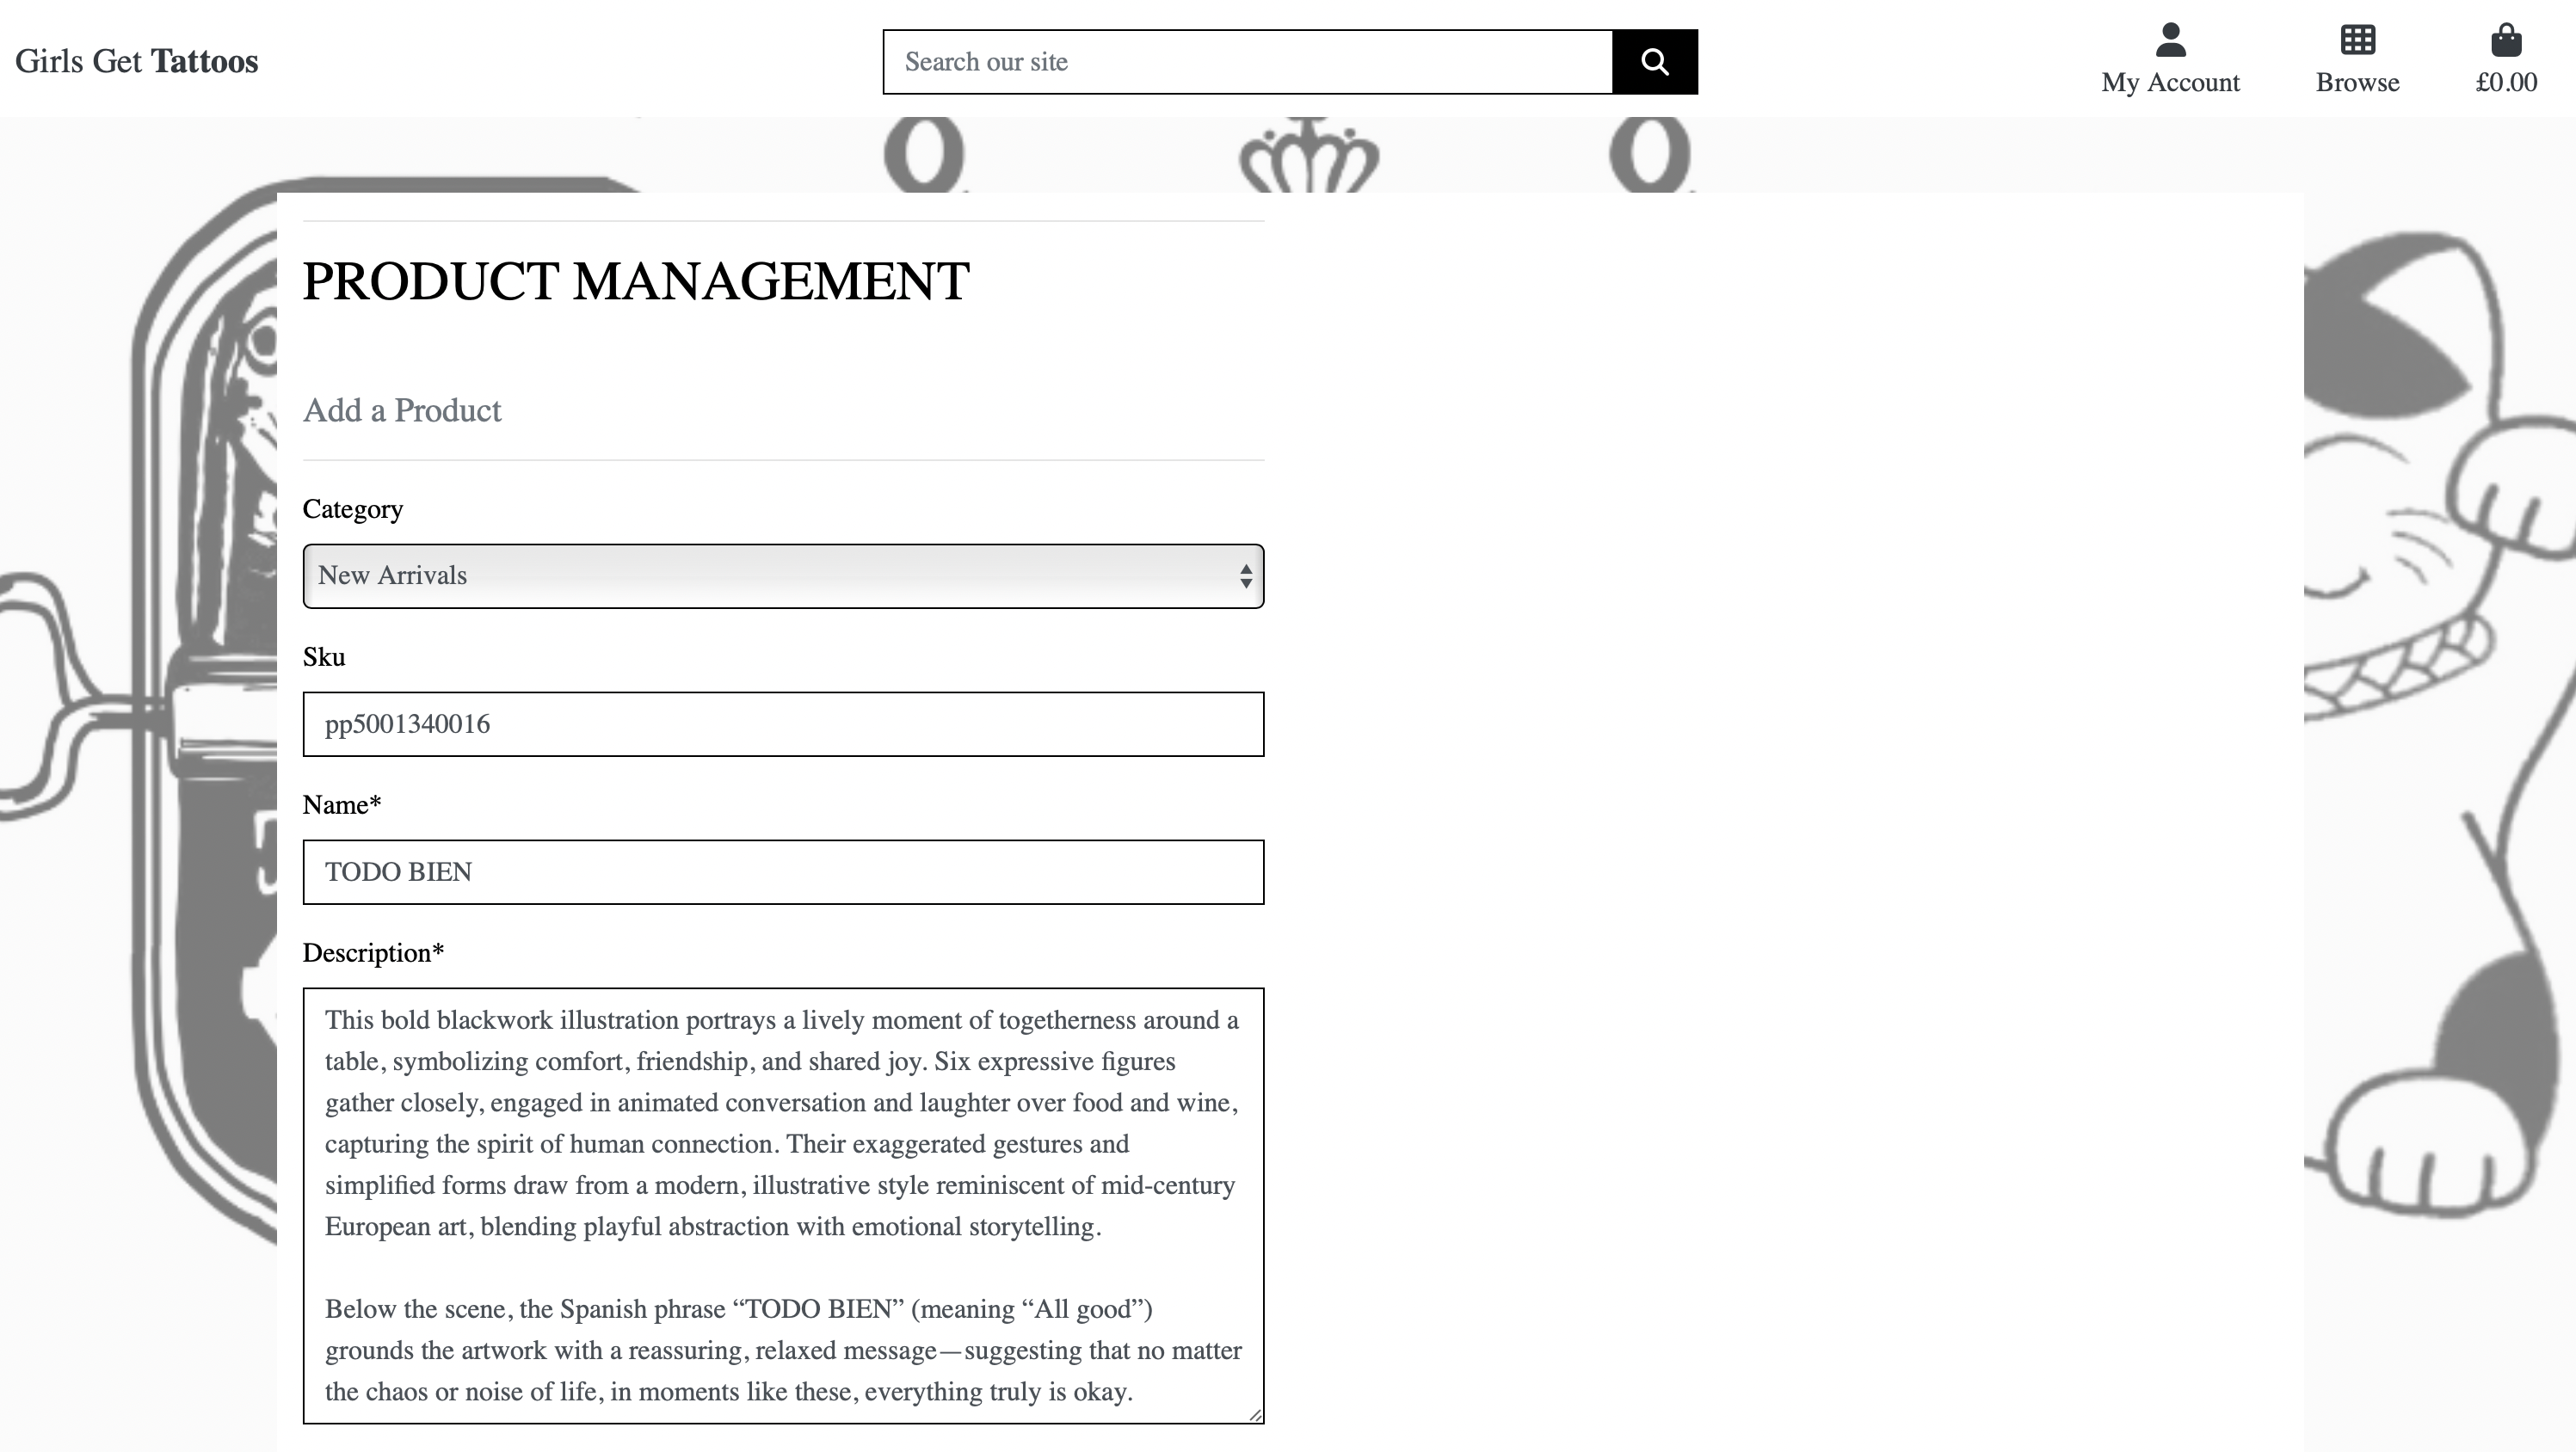 Girls Get Tattoos
Search our site
My Account
Browse
£0.00
PRODUCT MANAGEMENT
Add a Product
Category
New Arrivals
Sku
pp5001340016
Name*
TODO BIEN
Description*
This bold blackwork illustration portrays a lively moment of togetherness around a
table, symbolizing comfort, friendship, and shared joy. Six expressive figures
gather closely, engaged in animated conversation and laughter over food and wine,
capturing the spirit of human connection. Their exaggerated gestures and
simplified forms draw from a modern, illustrative style reminiscent of mid-century
European art, blending playful abstraction with emotional storytelling.
Below the scene, the Spanish phrase “TODO BIEN” (meaning “All good”)
grounds the artwork with a reassuring, relaxed message—suggesting that no matter
the chaos or noise of life, in moments like these, everything truly is okay.